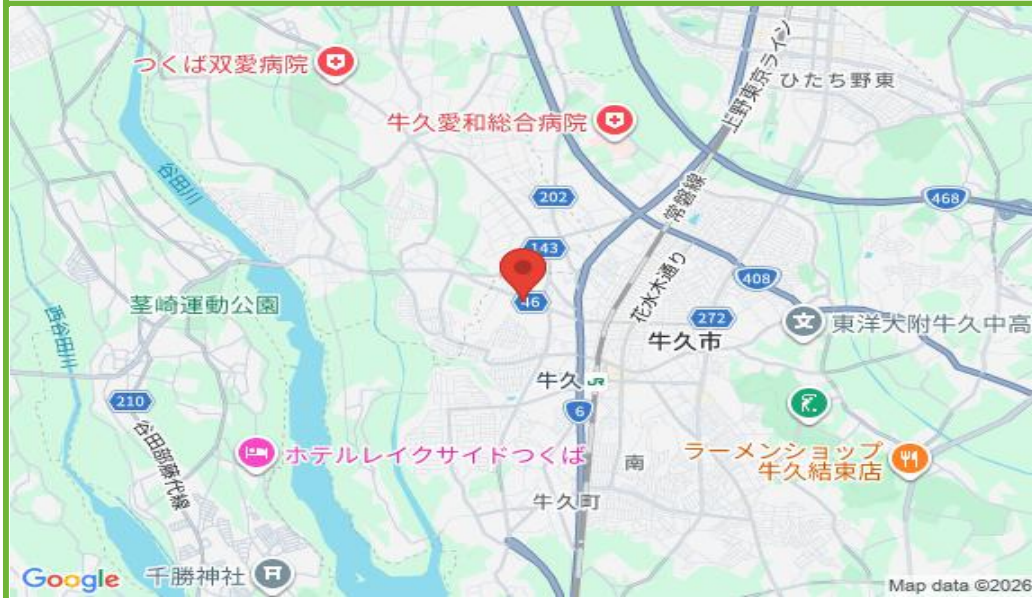 つくば双愛病院
牛久愛和総合病院
上野東京ライン
ひたち野東
谷田川
202
常磐線
468
143
46
408
花水木通り
272
茎崎運動公園
西谷田川
東洋大附牛久中高
牛久市
牛久
JR
210
6
谷田部藤代線
ホテルレイクサイドつくば
南
ラーメンショップ
牛久結束店
牛久町
千勝神社
Google
Map data ©2026